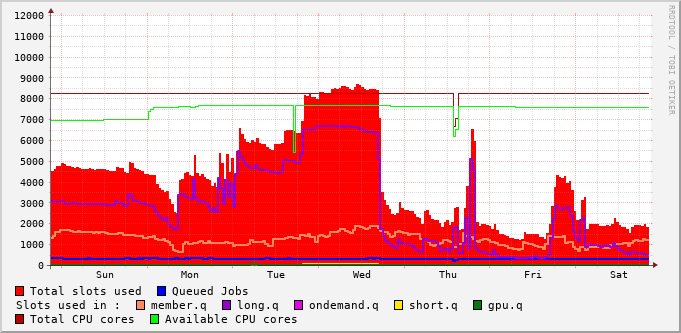 RRDTOOL / TOBI OETIKER
12000
11000
10000
9000
8000
7000
6000
5000
4000
3000
2000
1000
0
Sun Mon Tue Wed Thu Fri Sat
Total slots used Queued Jobs
Slots used in : member.q long.q ondemand.q short.q gpu.q
Total CPU cores Available CPU cores